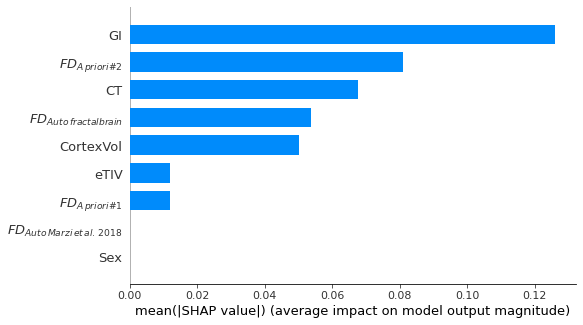 GI
FD_{A priori#2}
CT
FD_{Auto fractalbrain}
CortexVol
eTIV
FD_{A priori#1}
FD_{Auto Marzi et al. 2018}
Sex
0.00 0.02 0.04 0.06 0.08 0.10 0.12
mean(|SHAP value|) (average impact on model output magnitude)